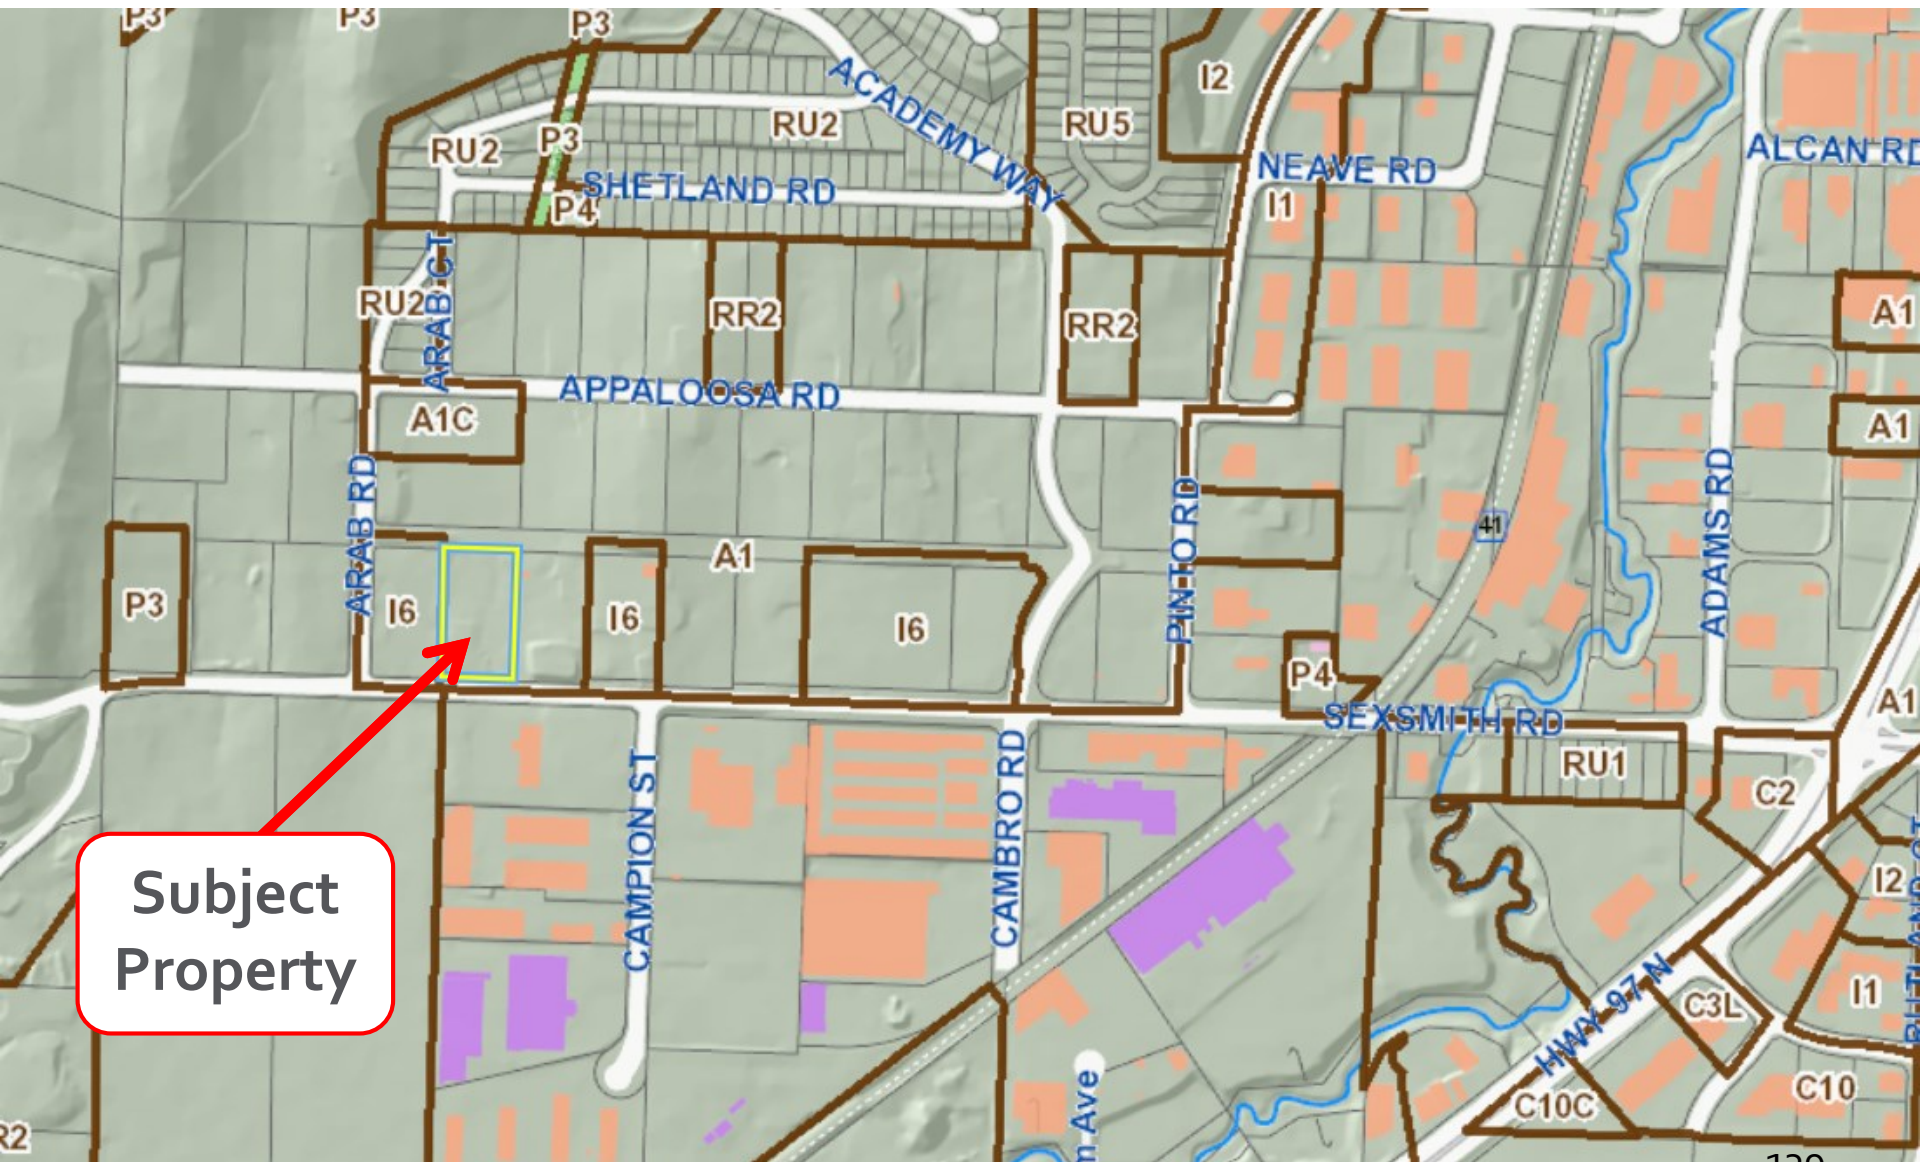 P3
P3
P3
I2
RU2
P3
RU2
ACADEMY WAY
RU5
NEAVE RD
ALCAN RD
SHETLAND RD
P4
I1
RU2
ARAB CT
RR2
RR2
A1
APPALOOSA RD
A1C
A1
ARAB RD
PINTO RD
ADAMS RD
41
A1
P3
I6
I6
I6
P4
A1
SEXSMITH RD
RU1
C2
CAMPION ST
CAMBRO RD
Subject
Property
I2
HWY 97 N
C3L
I1
C10C
C10
Ave